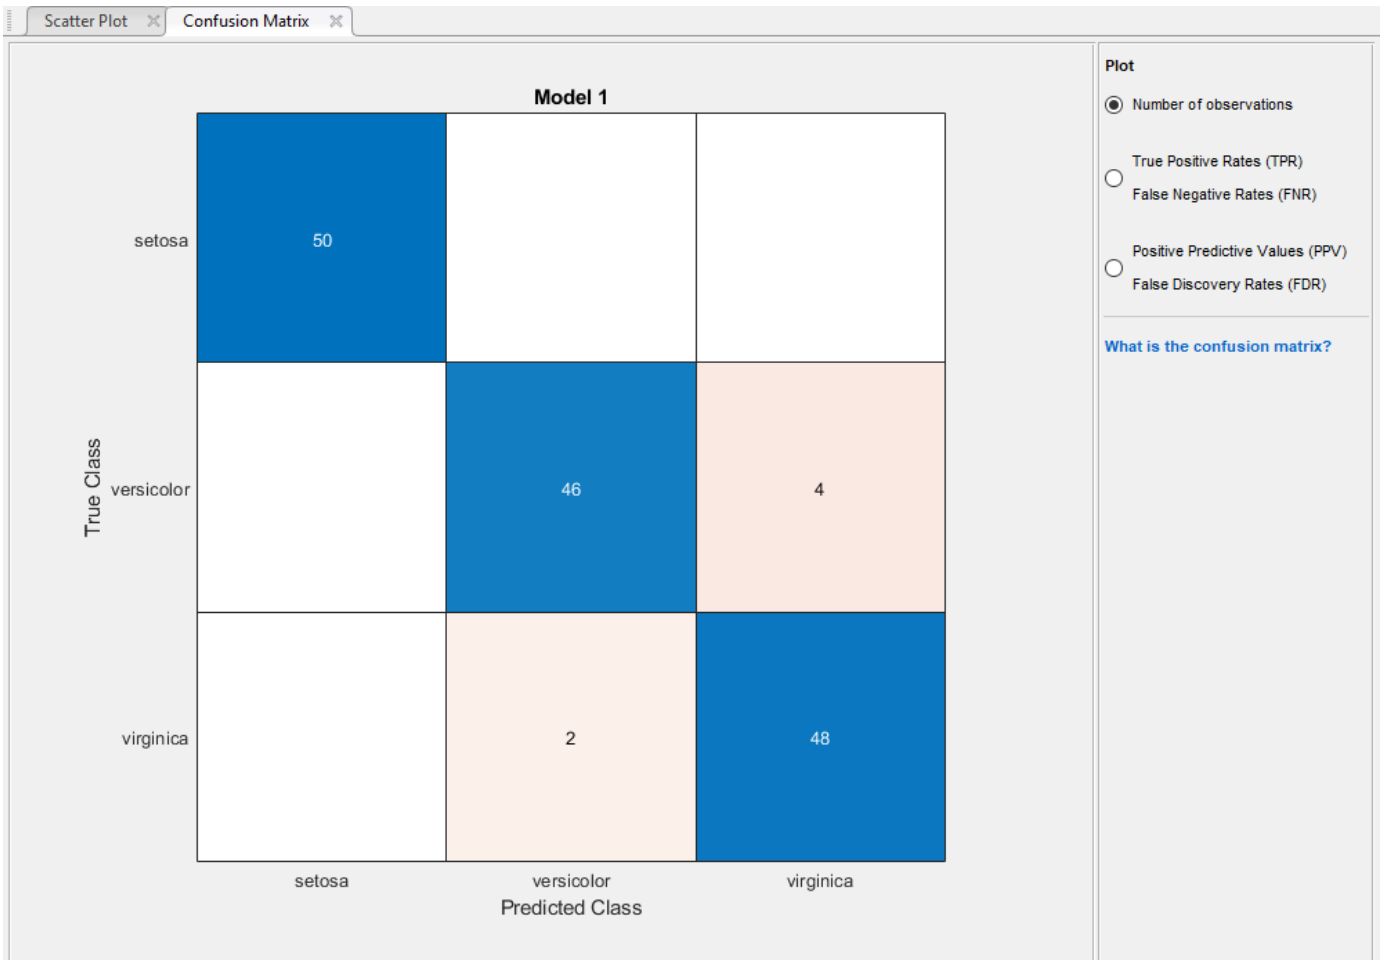 Scatter Plot
Confusion Matrix
Plot
Model 1
Number of observations
True Positive Rates (TPR)
False Negative Rates (FNR)
setosa
50
Positive Predictive Values (PPV)
False Discovery Rates (FDR)
What is the confusion matrix?
True Class
versicolor
46
4
virginica
2
48
setosa
versicolor
virginica
Predicted Class